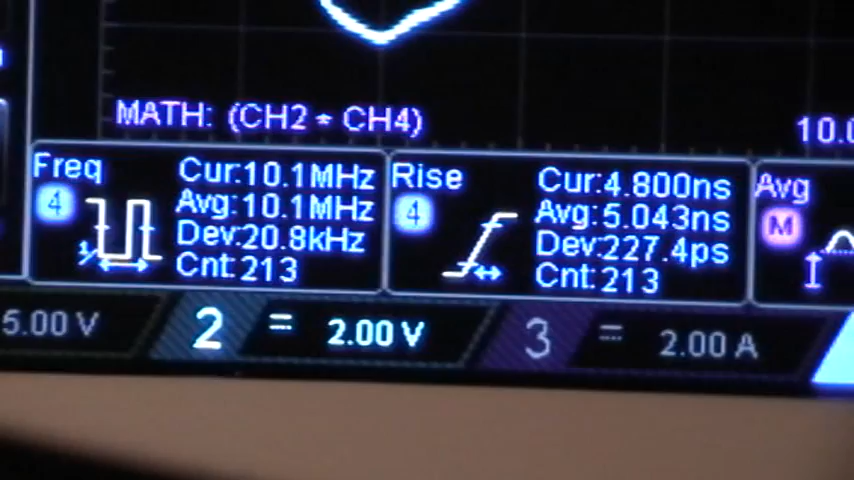 MATH: (CH2 * CH4)
10.0
Freq
4
Cur:10.1MHz
Avg:10.1MHz
Dev:20.8kHz
Cnt:213
Rise
4
Cur:4.800ns
Avg:5.043ns
Dev:227.4ps
Cnt:213
Avg
M
5.00 V
2 = 2.00 V
3 = 2.00 A